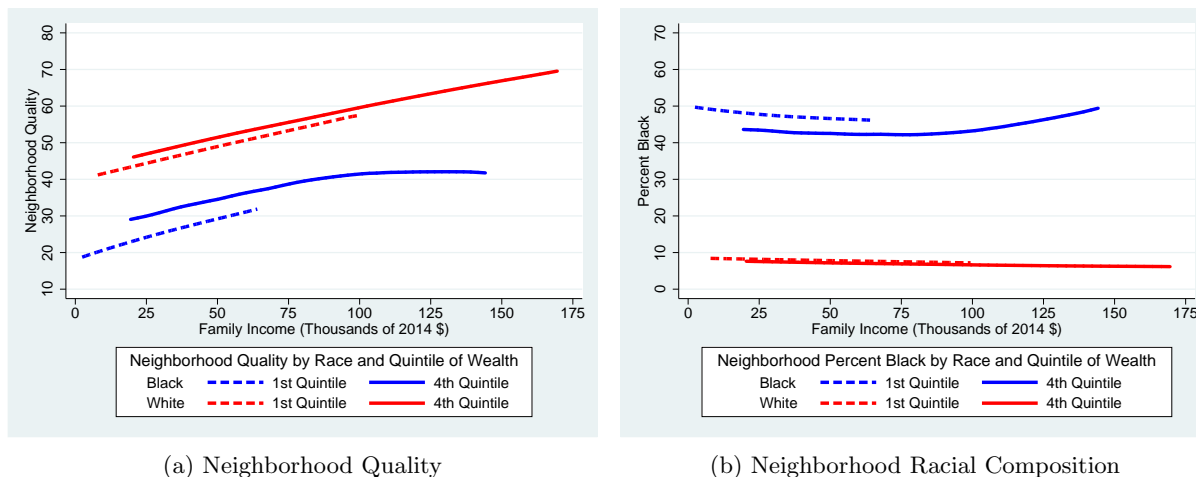 80
70
60
50
40
30
20
10
Neighborhood Quality
0 25 50 75 100 125 150 175
Family Income (Thousands of 2014 $)
Neighborhood Quality by Race and Quintile of Wealth
Black 1st Quintile 4th Quintile
White 1st Quintile 4th Quintile
(a) Neighborhood Quality
70
60
50
40
30
20
10
0
Percent Black
0 25 50 75 100 125 150 175
Family Income (Thousands of 2014 $)
Neighborhood Percent Black by Race and Quintile of Wealth
Black 1st Quintile 4th Quintile
White 1st Quintile 4th Quintile
(b) Neighborhood Racial Composition